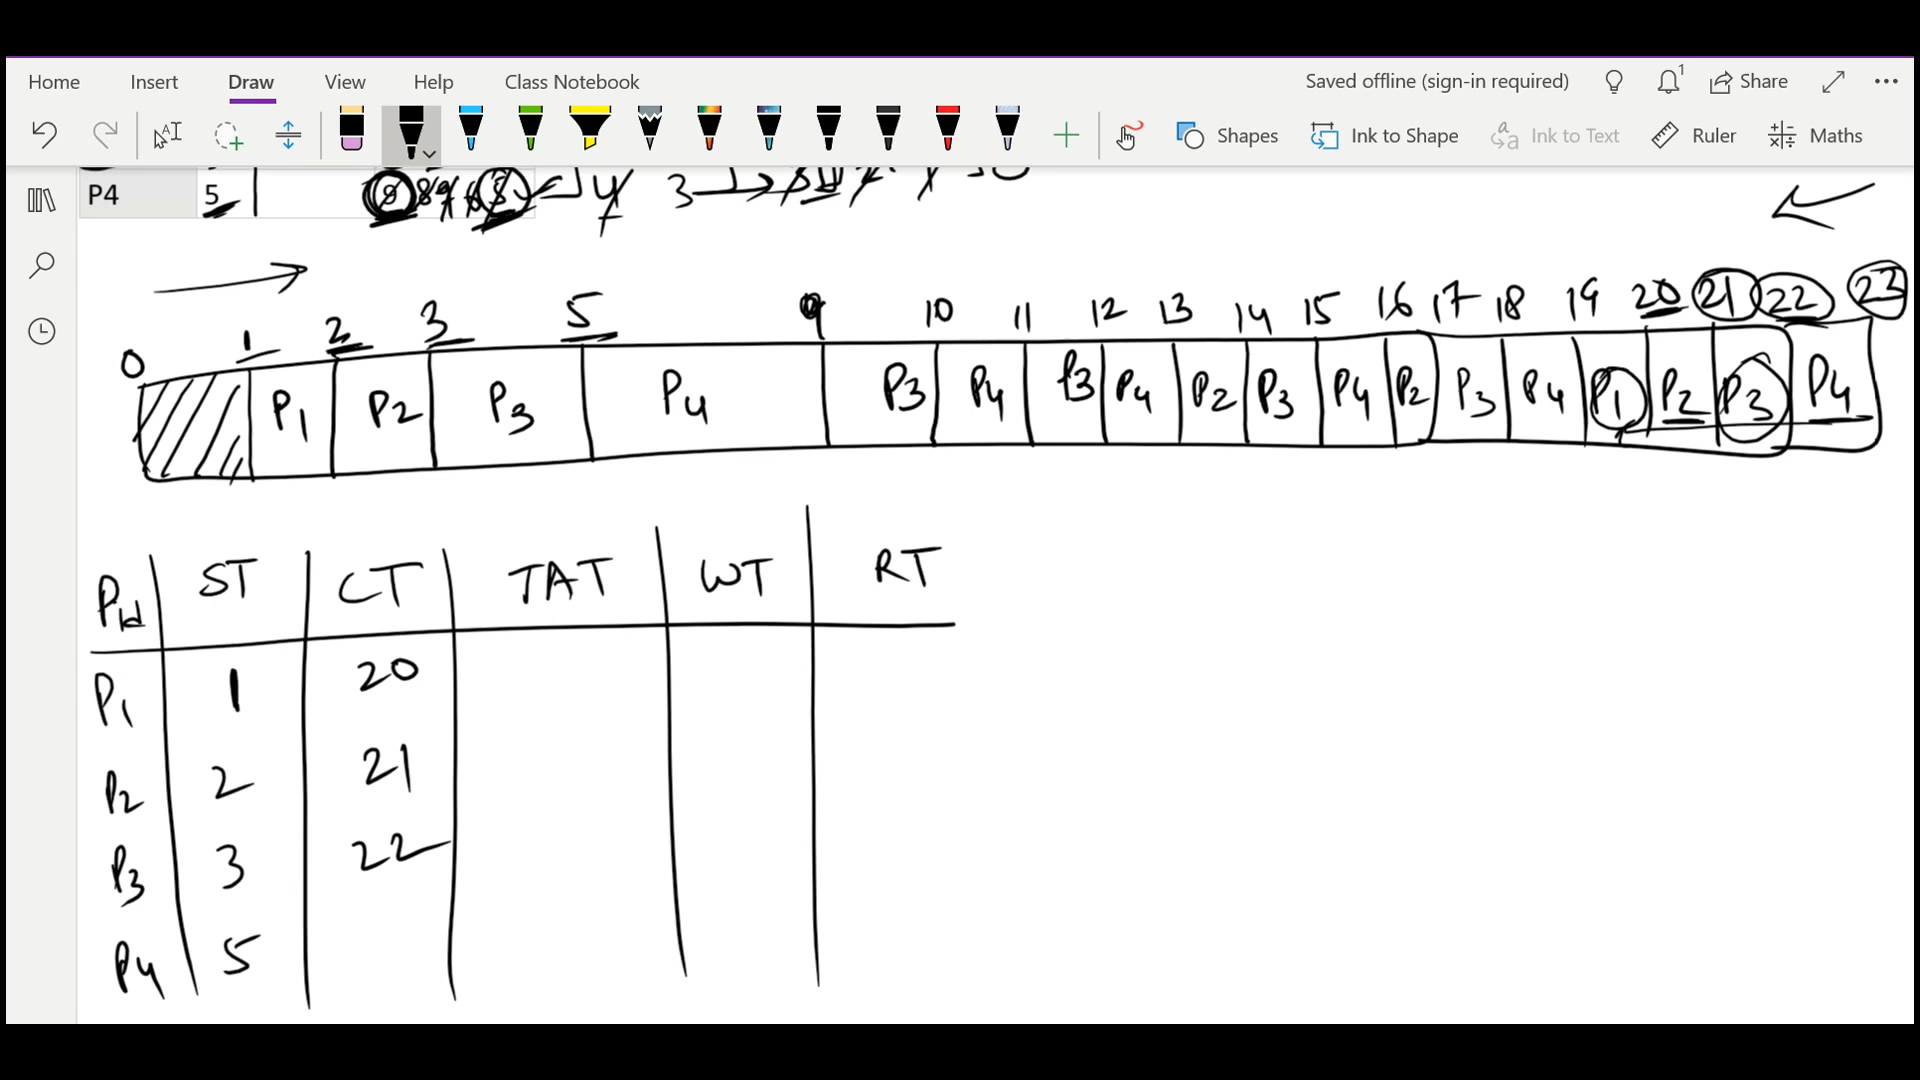 Home Insert Draw View Help Class Notebook Saved offline (sign-in required) 1 Share
Shapes Ink to Shape Ink to Text Ruler Maths
P4 5
0 1 2 3 5 9 10 11 12 13 14 15 16 17 18 19 20 21 22 23
P1 P2 P3 P4 P3 P4 P3 P4 P2 P3 P4 P2 P3 P4 P1 P2 P3 P4
PId ST CT TAT WT RT
P1 1 20
P2 2 21
P3 3 22
P4 5